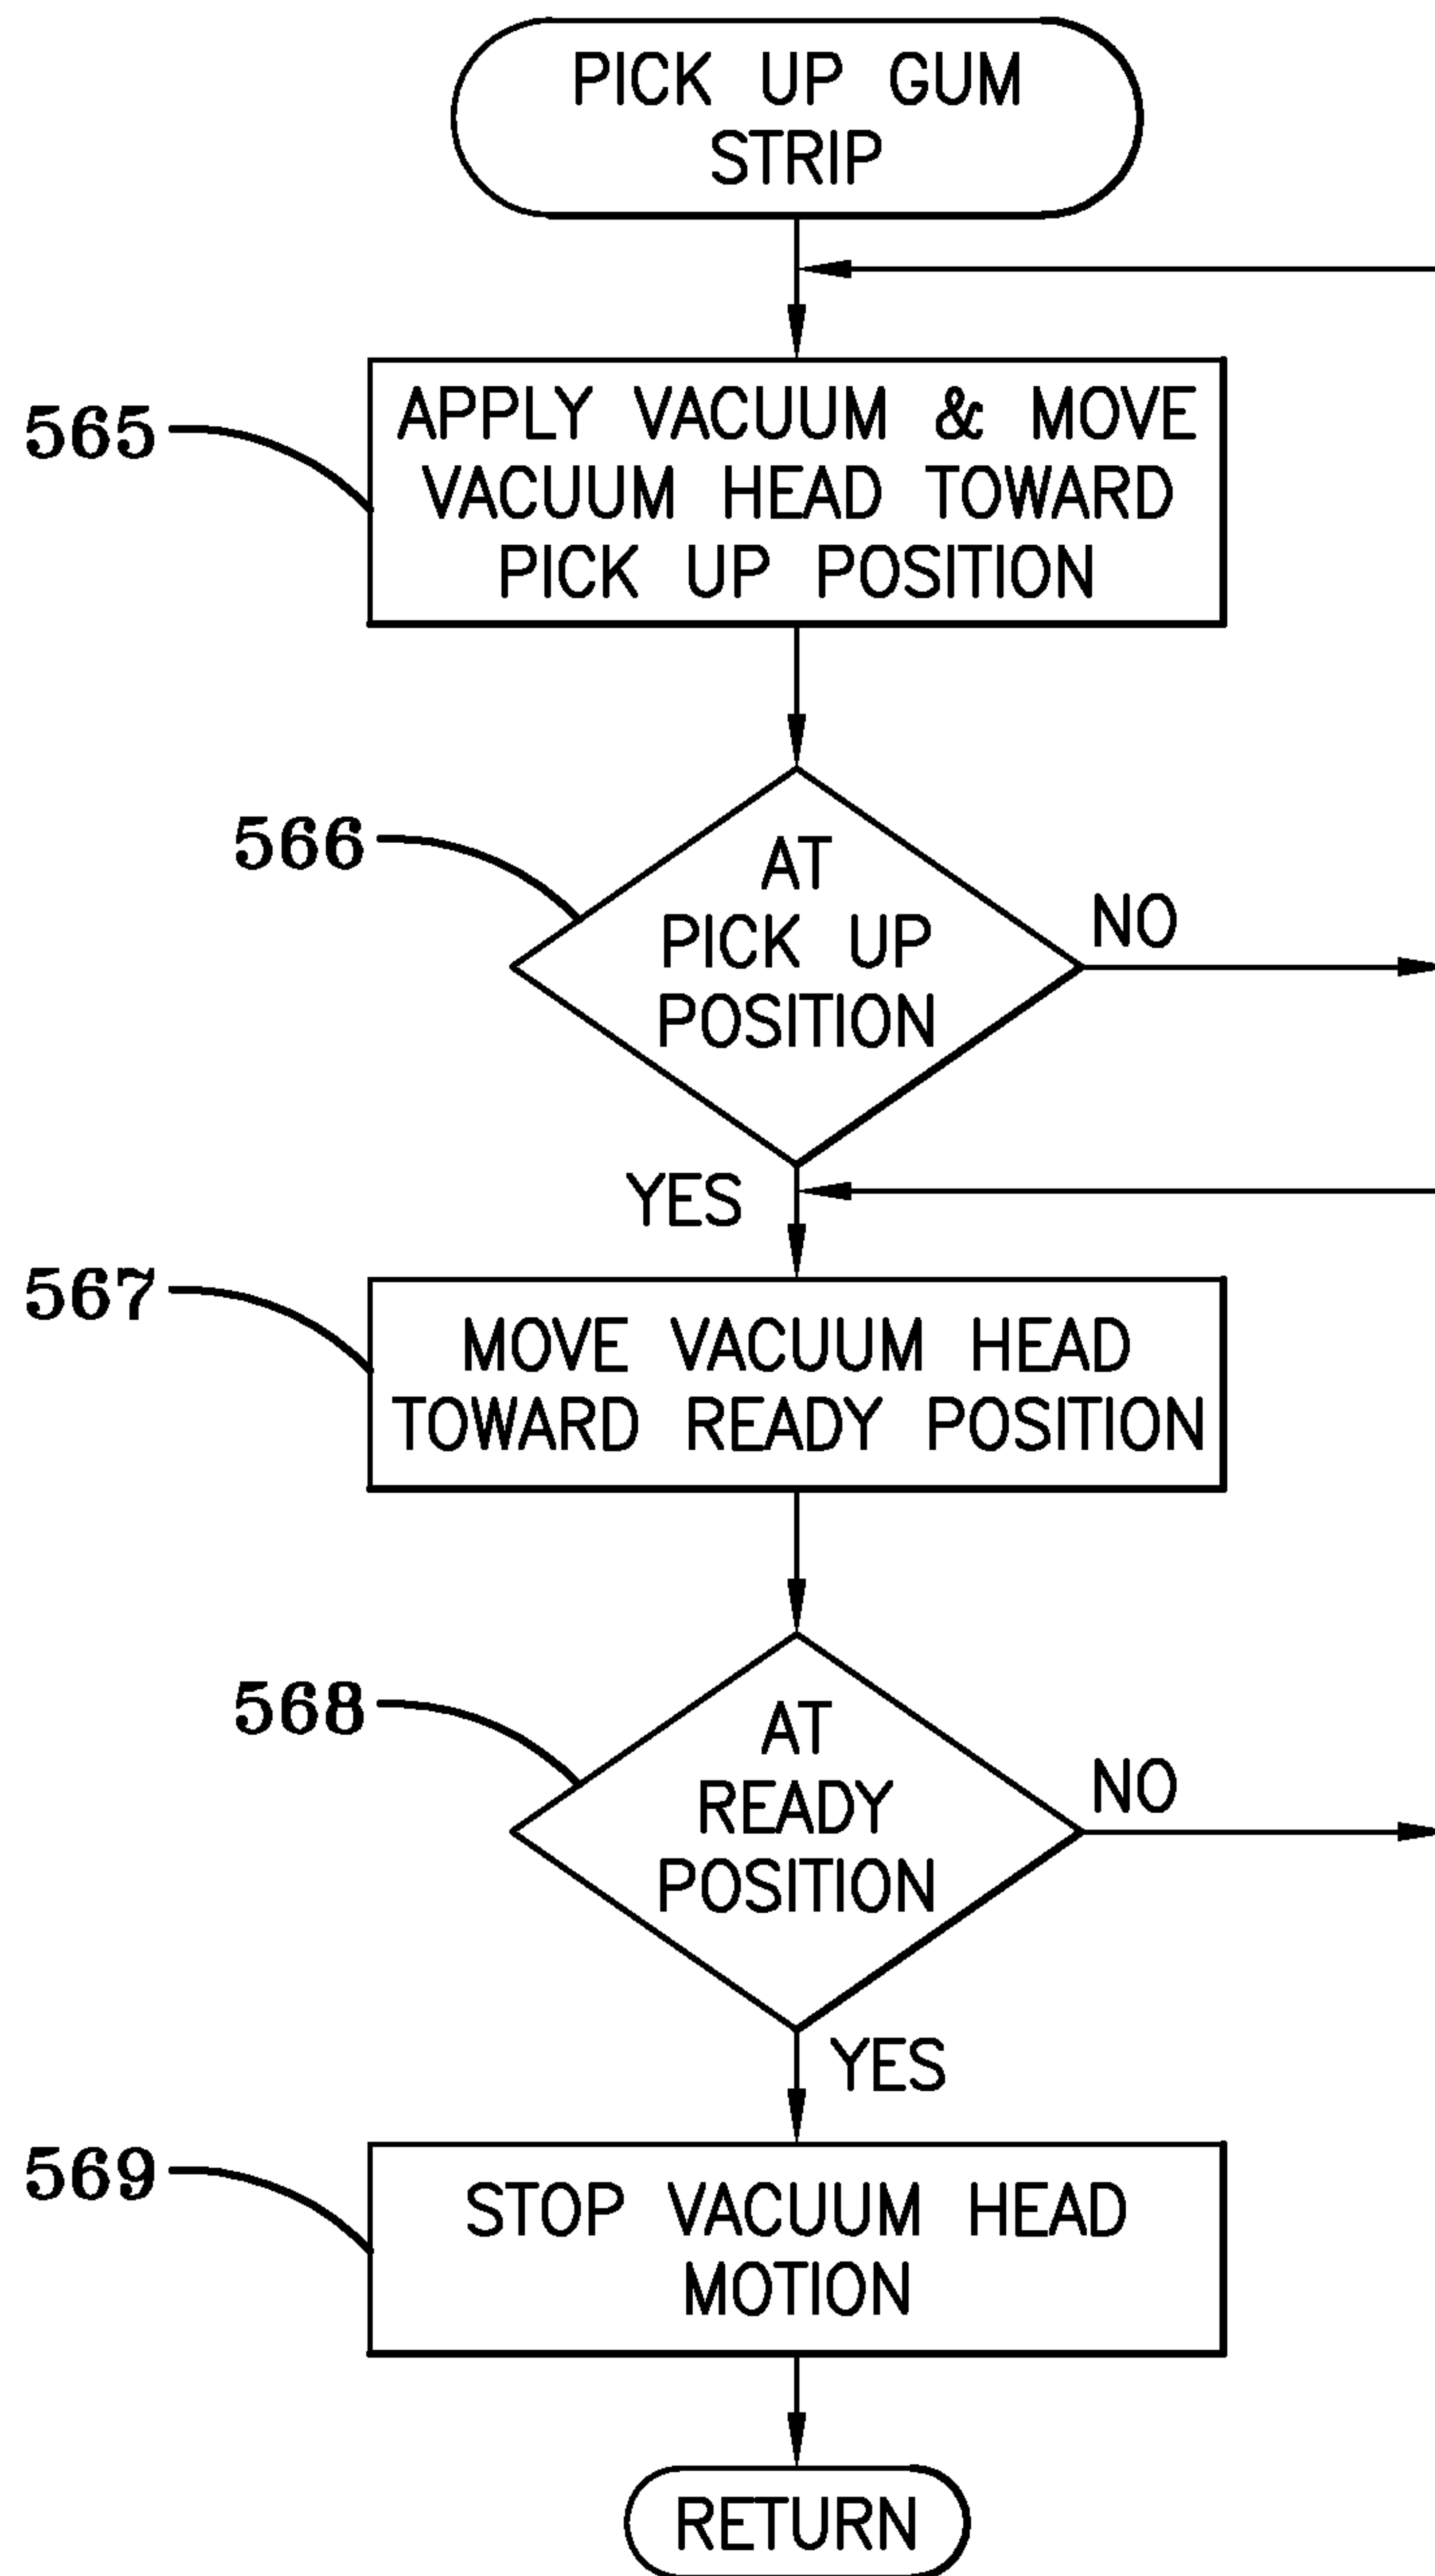 PICK UP GUM
STRIP
565
APPLY VACUUM & MOVE
VACUUM HEAD TOWARD
PICK UP POSITION
566
AT
PICK UP
POSITION
NO
YES
567
MOVE VACUUM HEAD
TOWARD READY POSITION
568
AT
READY
POSITION
NO
YES
569
STOP VACUUM HEAD
MOTION
RETURN